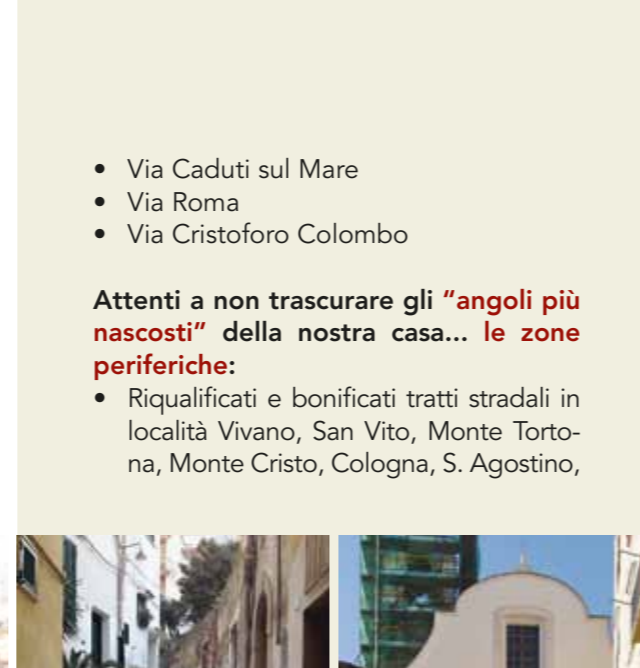 • Via Caduti sul Mare
• Via Roma
• Via Cristoforo Colombo
Attenti a non trascurare gli “angoli più
nascosti” della nostra casa... le zone
periferiche:
• Riqualificati e bonificati tratti stradali in
località Vivano, San Vito, Monte Torto-
na, Monte Cristo, Cologna, S. Agostino,